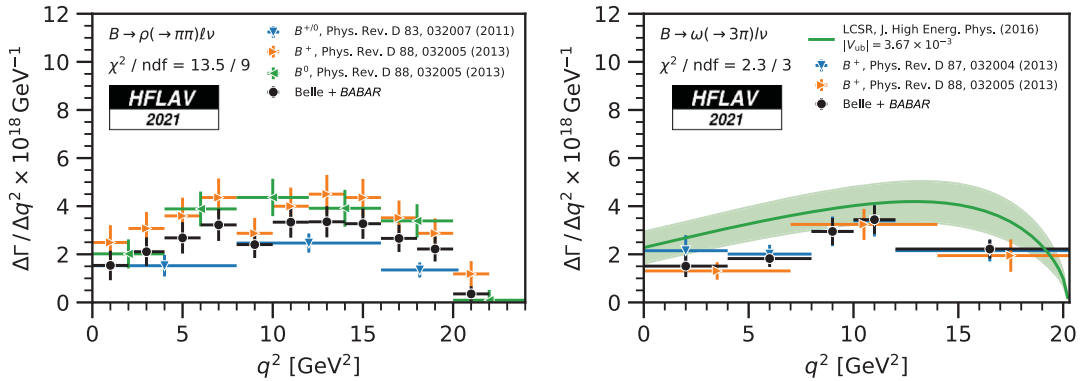 B → ρ(→ ππ)ℓν
χ² / ndf = 13.5 / 9
HFLAV
2021
B⁺ᐟ⁰, Phys. Rev. D 83, 032007 (2011)
B⁺, Phys. Rev. D 88, 032005 (2013)
B⁰, Phys. Rev. D 88, 032005 (2013)
Belle + BABAR
ΔΓ / Δq² × 10¹⁸ GeV⁻¹
12
10
8
6
4
2
0
0 5 10 15 20
q² [GeV²]
B → ω(→ 3π)lν
χ² / ndf = 2.3 / 3
HFLAV
2021
LCSR, J. High Energ. Phys. (2016)
|Vub| = 3.67 × 10⁻³
B⁺, Phys. Rev. D 87, 032004 (2013)
B⁺, Phys. Rev. D 88, 032005 (2013)
Belle + BABAR
ΔΓ / Δq² × 10¹⁸ GeV⁻¹
12
10
8
6
4
2
0
0 5 10 15 20
q² [GeV²]